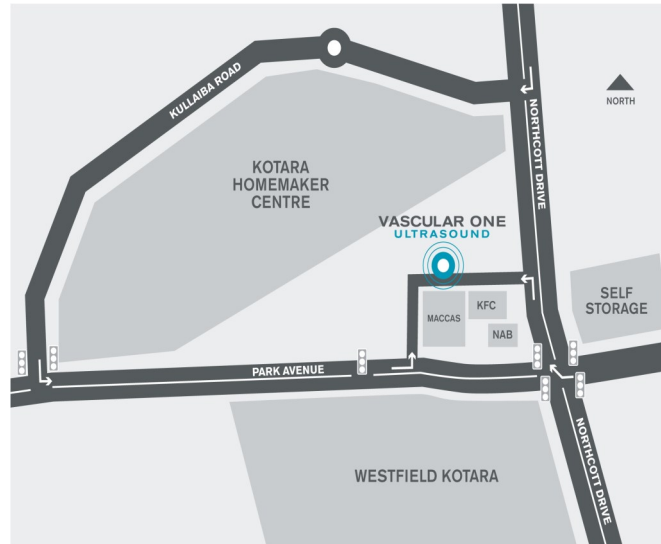 KULLAIBA ROAD
NORTH
NORTHCOTT DRIVE
KOTARA
HOMEMAKER
CENTRE
VASCULAR ONE
ULTRASOUND
SELF
STORAGE
MACCAS
KFC
NAB
PARK AVENUE
NORTHCOTT DRIVE
WESTFIELD KOTARA